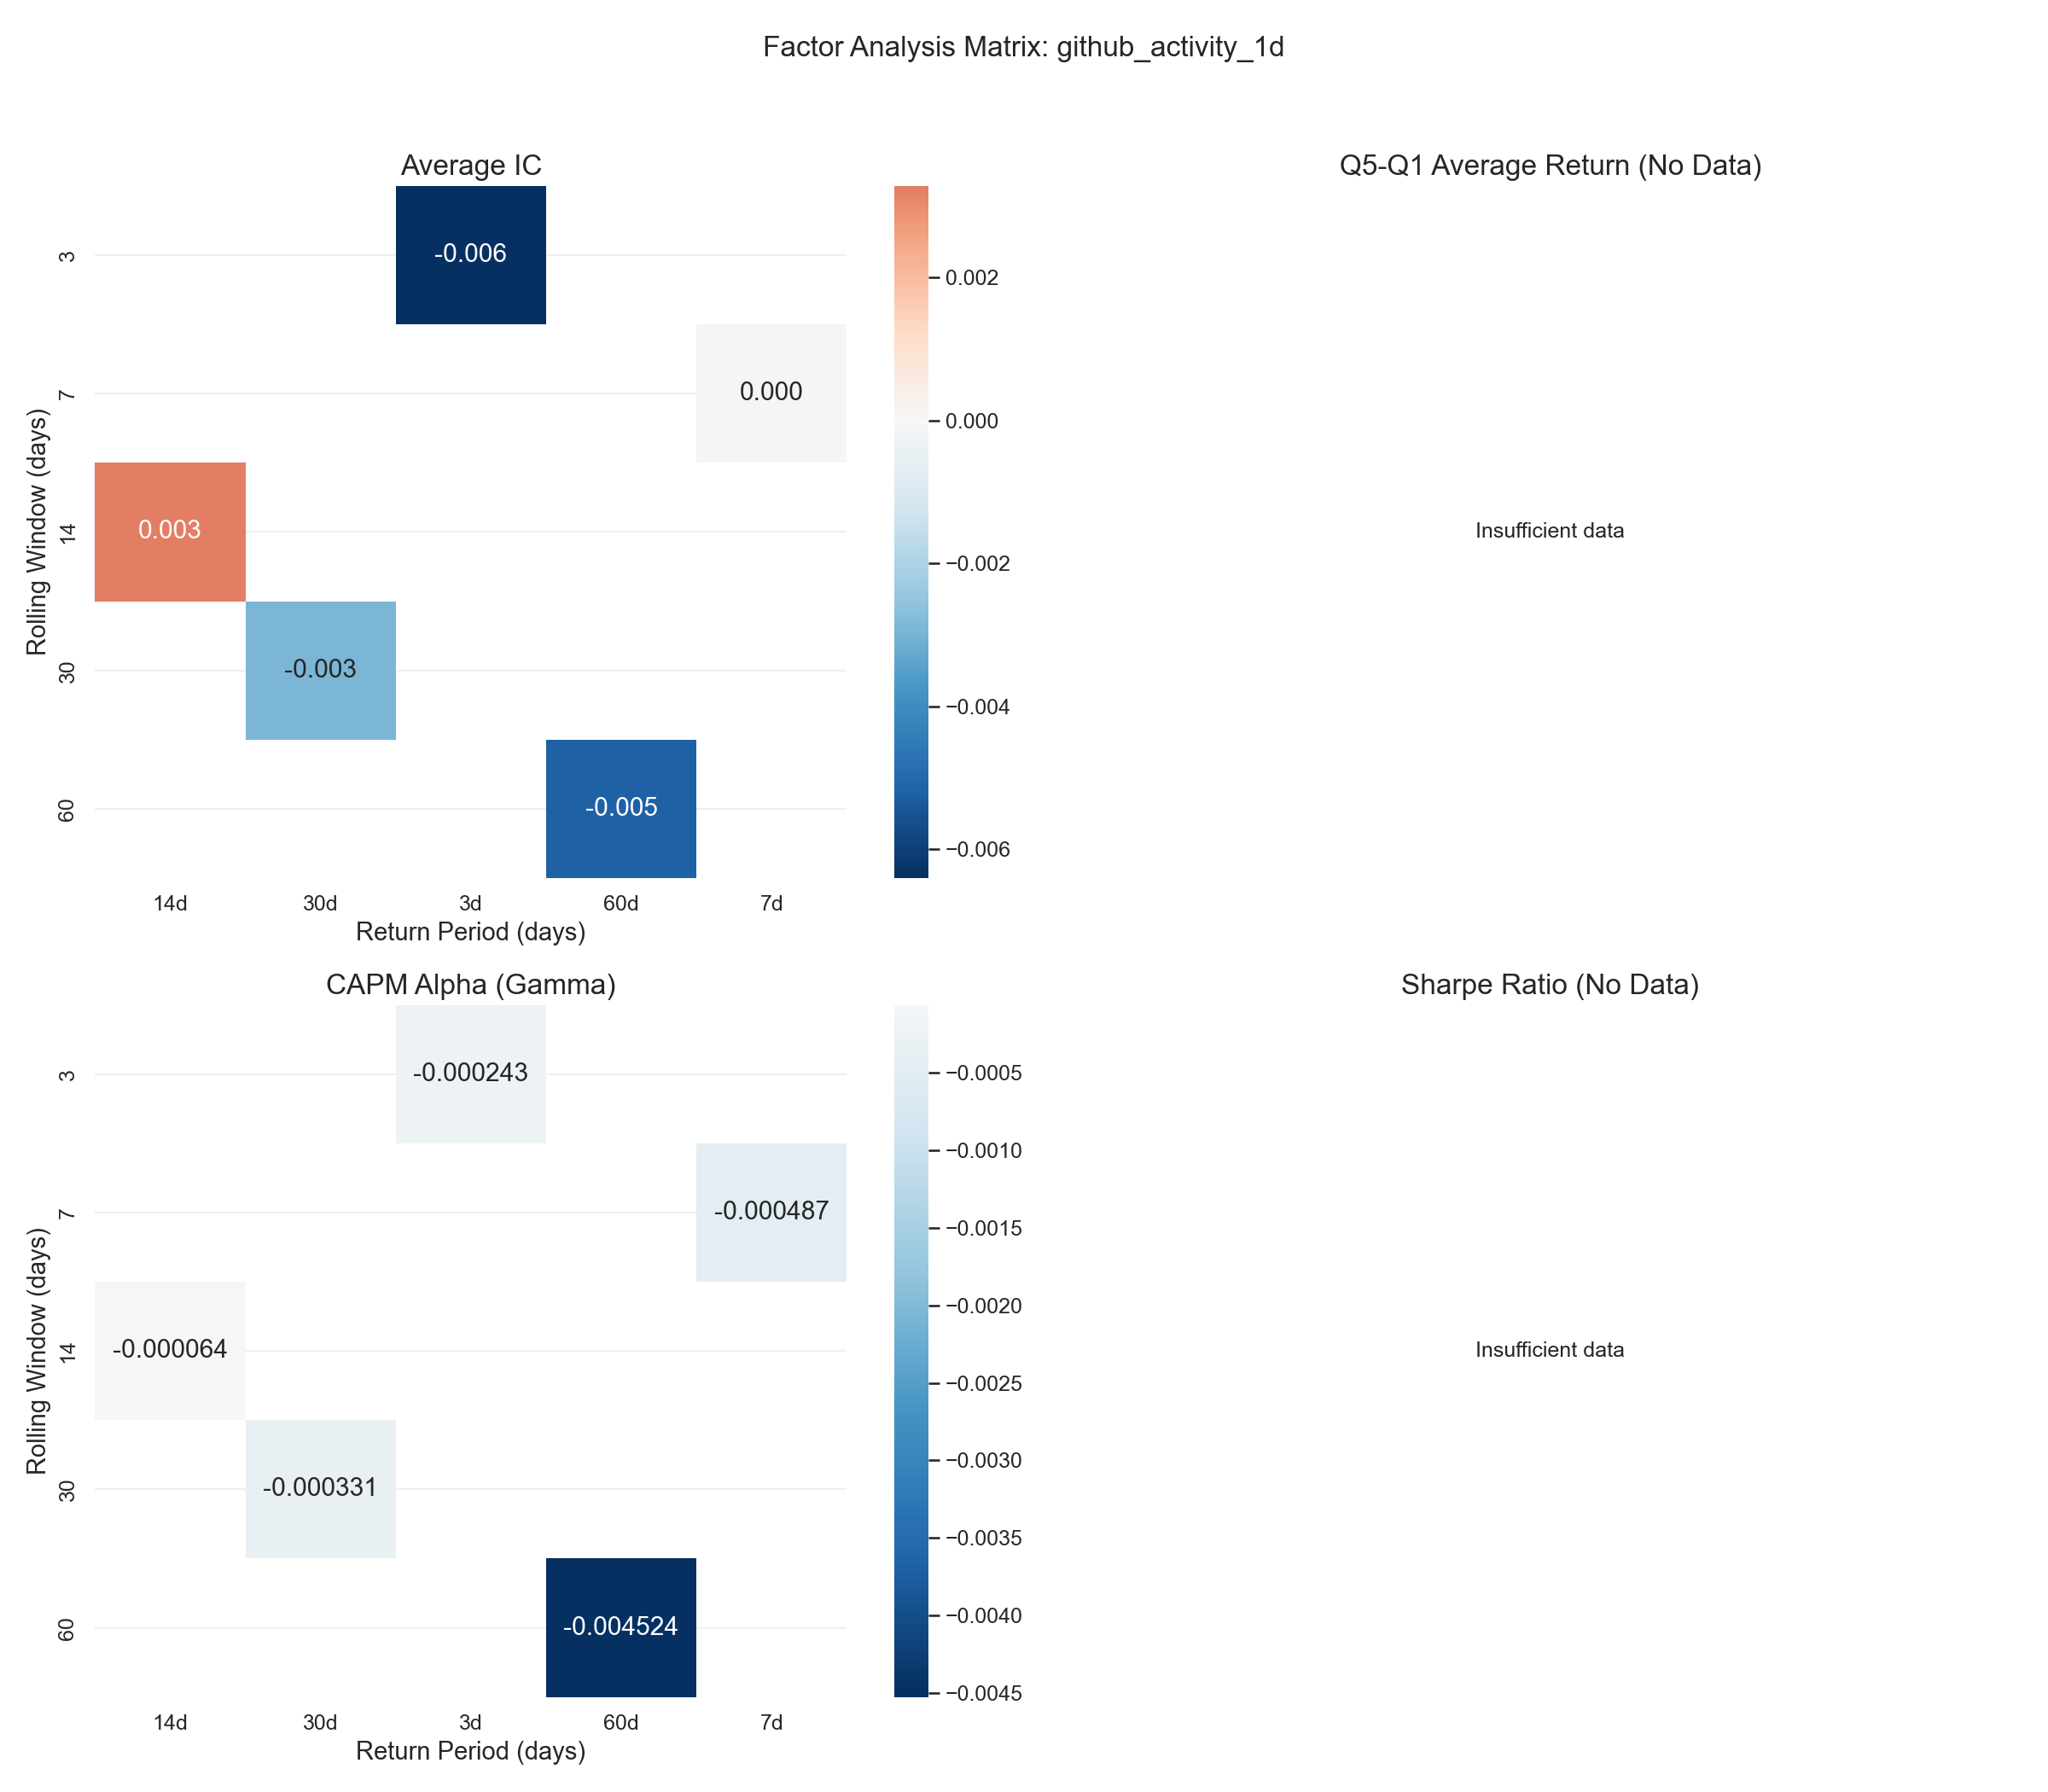 Factor Analysis Matrix: github_activity_1d
Average IC
Rolling Window (days)
3
7
14
30
60
-0.006
0.000
0.003
-0.003
-0.005
14d 30d 3d 60d 7d
Return Period (days)
0.002
0.000
−0.002
−0.004
−0.006
Q5-Q1 Average Return (No Data)
Insufficient data
CAPM Alpha (Gamma)
Rolling Window (days)
3
7
14
30
60
-0.000243
-0.000487
-0.000064
-0.000331
-0.004524
14d 30d 3d 60d 7d
Return Period (days)
−0.0005
−0.0010
−0.0015
−0.0020
−0.0025
−0.0030
−0.0035
−0.0040
−0.0045
Sharpe Ratio (No Data)
Insufficient data